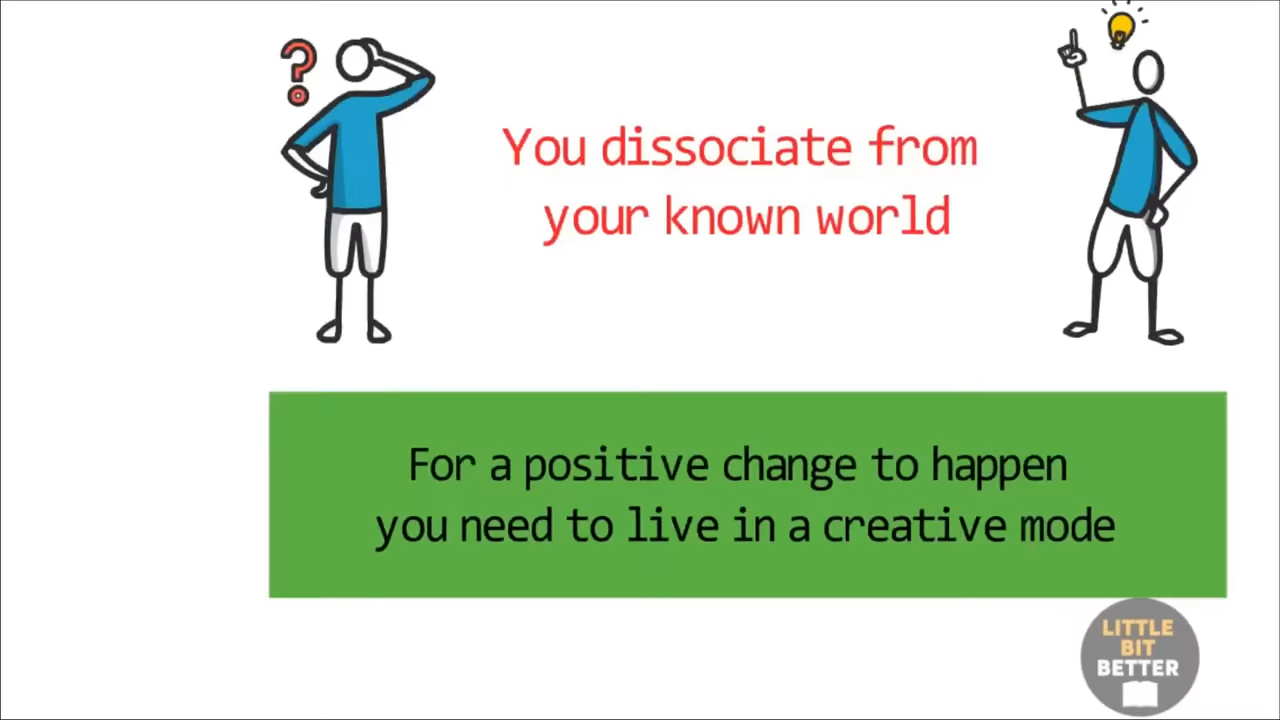 You dissociate from
your known world
For a positive change to happen
you need to live in a creative mode
LITTLE
BIT
BETTER